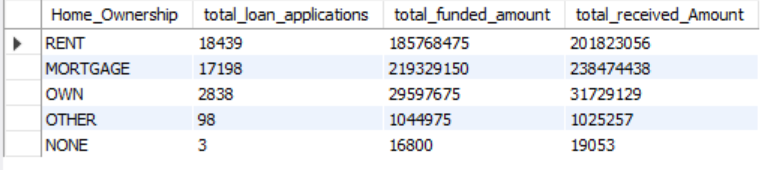 Home_Ownership total_loan_applications total_funded_amount total_received_Amount
RENT 18439 185768475 201823056
MORTGAGE 17198 219329150 238474438
OWN 2838 29597675 31729129
OTHER 98 1044975 1025257
NONE 3 16800 19053